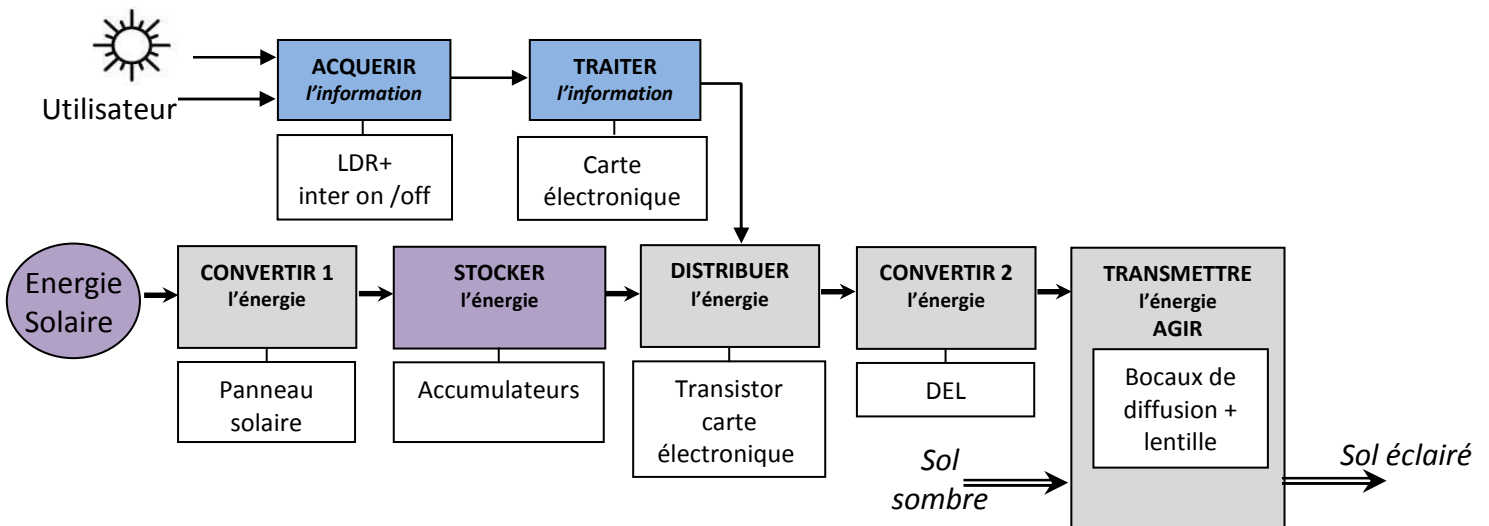 Utilisateur
ACQUERIR
l'information
LDR+
inter on /off
TRAITER
l'information
Carte
électronique
Energie
Solaire
CONVERTIR 1
l'énergie
Panneau
solaire
STOCKER
l'énergie
Accumulateurs
DISTRIBUER
l'énergie
Transistor
carte
électronique
CONVERTIR 2
l'énergie
DEL
TRANSMETTRE
l'énergie
AGIR
Bocaux de
diffusion +
lentille
Sol
sombre
Sol éclairé